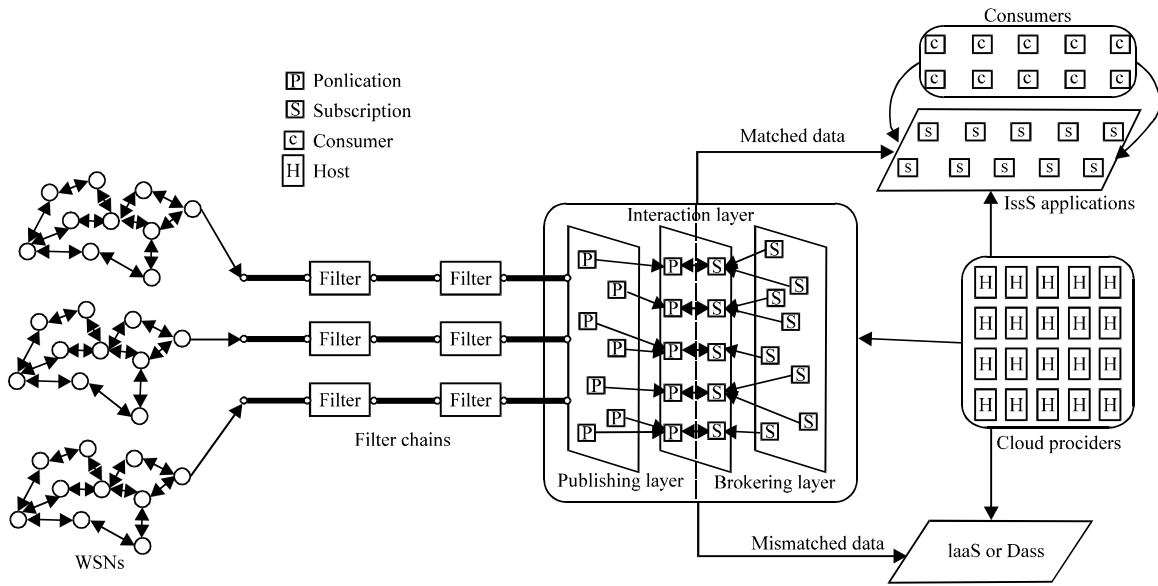 Consumers
c c c c c
c c c c c
P Ponlication
S Subscription
c Consumer
H Host
Matched data
s s s s s
s s s s s
IssS applications
Interaction layer
P P S S
P P S S
S
S
P P S S
P
P P S S
P P S S
P
Filter Filter
Filter Filter
Filter Filter
Filter chains
Publishing layer Brokering layer
H H H H H
H H H H H
H H H H H
H H H H H
Cloud prociders
WSNs
Mismatched data
laaS or Dass